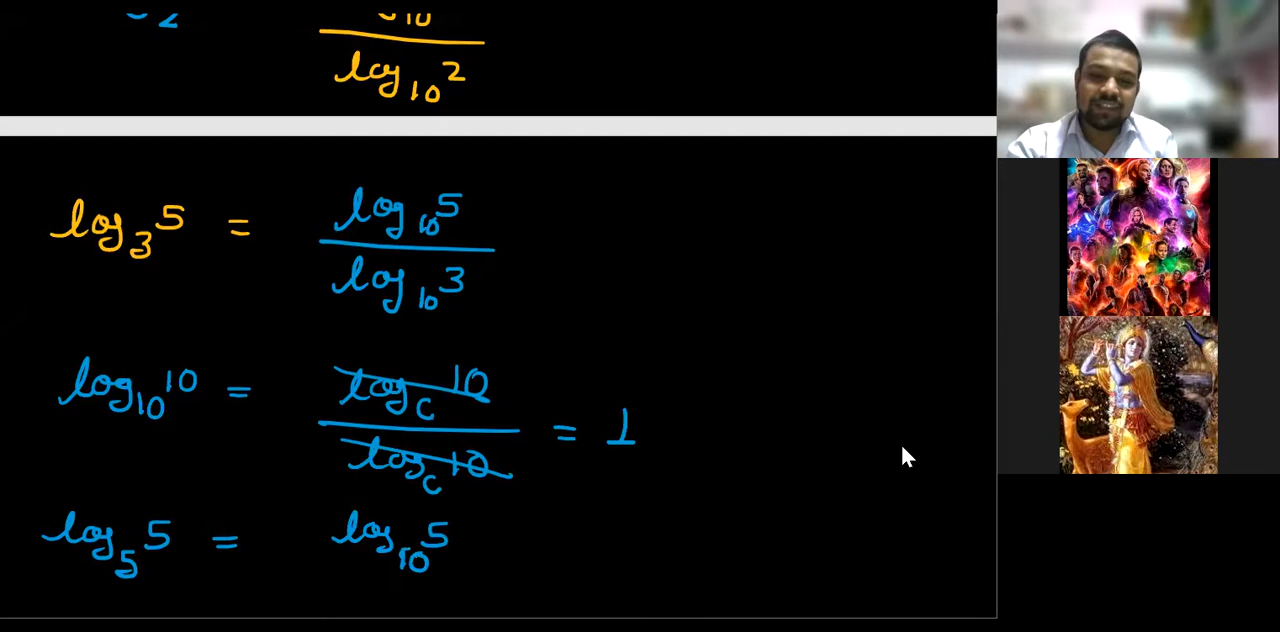 log₁₀2
log₃5 = log₁₀5
log₁₀3
log₁₀10 = log_c 10 = 1
log_c 10
log₅5 = log₁₀5